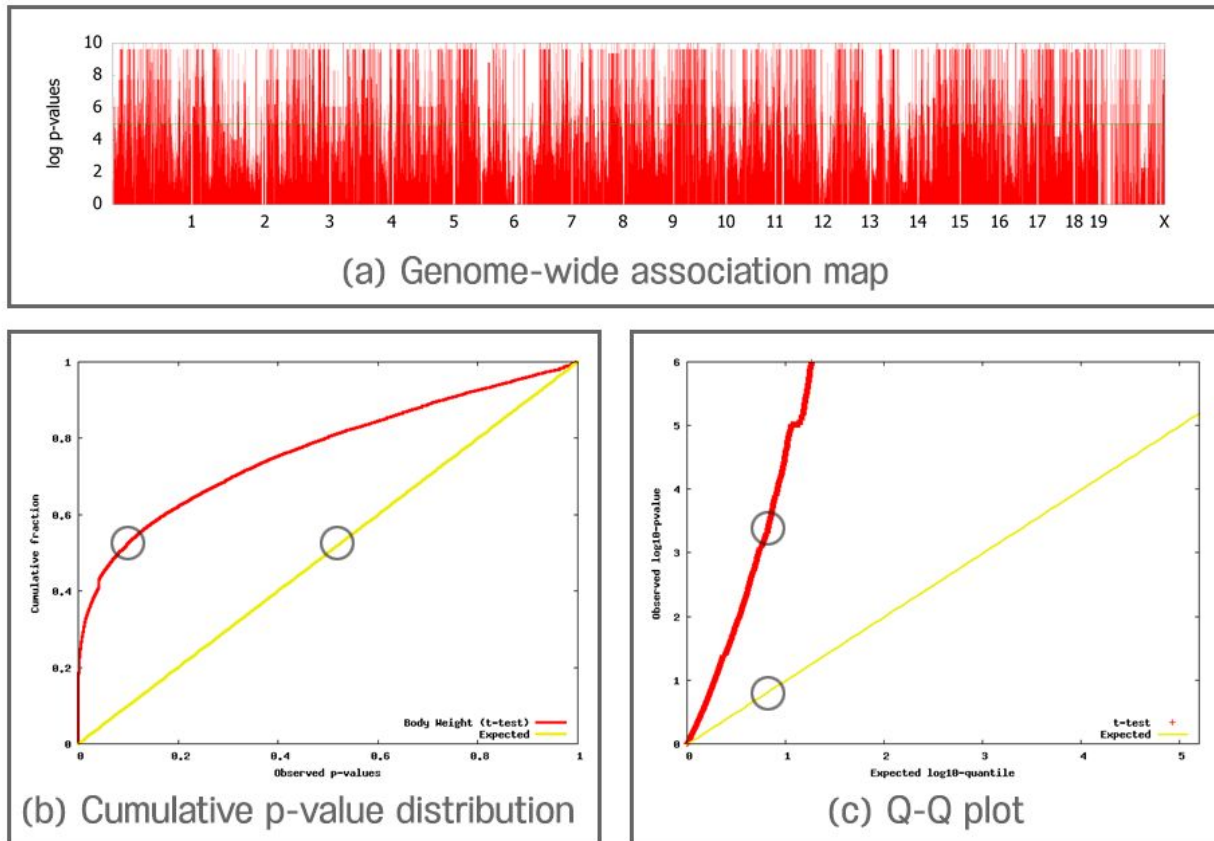 10
8
6
4
2
0
log p-values
1 2 3 4 5 6 7 8 9 10 11 12 13 14 15 16 17 18 19 X
(a) Genome-wide association map
1
0.8
0.6
0.4
0.2
0
Cumulative fraction
Body Weight (t-test)
Expected
0 0.2 0.4 0.6 0.8 1
Observed p-values
(b) Cumulative p-value distribution
6
5
4
3
2
1
0
Observed log10-pvalue
t-test
Expected
0 1 2 3 4 5
Expected log10-quantile
(c) Q-Q plot